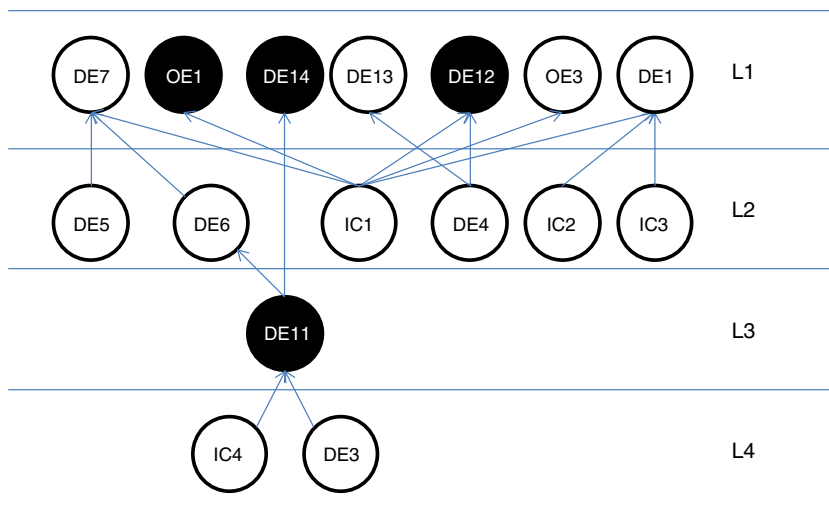 DE7 OE1 DE14 DE13 DE12 OE3 DE1 L1
DE5 DE6 IC1 DE4 IC2 IC3 L2
DE11 L3
IC4 DE3 L4